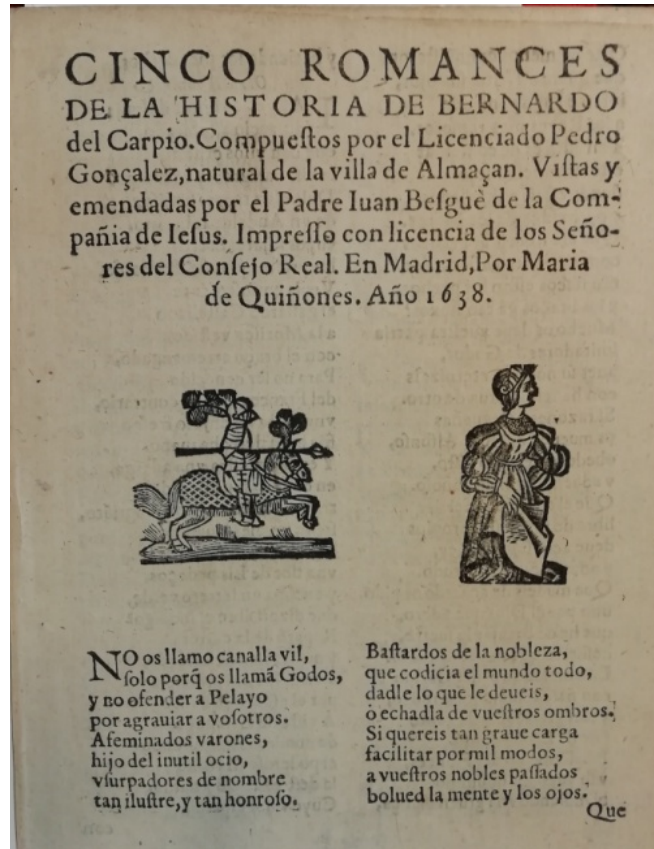 CINCO ROMANCES
DE LA HISTORIA DE BERNARDO
del Carpio. Compueſtos por el Licenciado Pedro
Gonçalez, natural de la villa de Almaçan. Viſtas y
emendadas por el Padre Iuan Beſguè de la Com-
pañia de Ieſus. Impreſſo con licencia de los Seño-
res del Conſejo Real. En Madrid, Por Maria
de Quiñones. Año 1638.
NO os llamo canalla vil,
ſolo porq̃ os llamã Godos,
y no ofender a Pelayo
por agrauiar a voſotros.
Afeminados varones,
hijo del inutil ocio,
vſurpadores de nombre
tan iluſtre, y tan honroſo.
Baſtardos de la nobleza,
que codicia el mundo todo,
dadle lo que le deueis,
ò echadla de vueſtros ombros.
Si quereis tan graue carga
facilitar por mil modos,
a vueſtros nobles paſſados
bolued la mente y los ojos.
Que